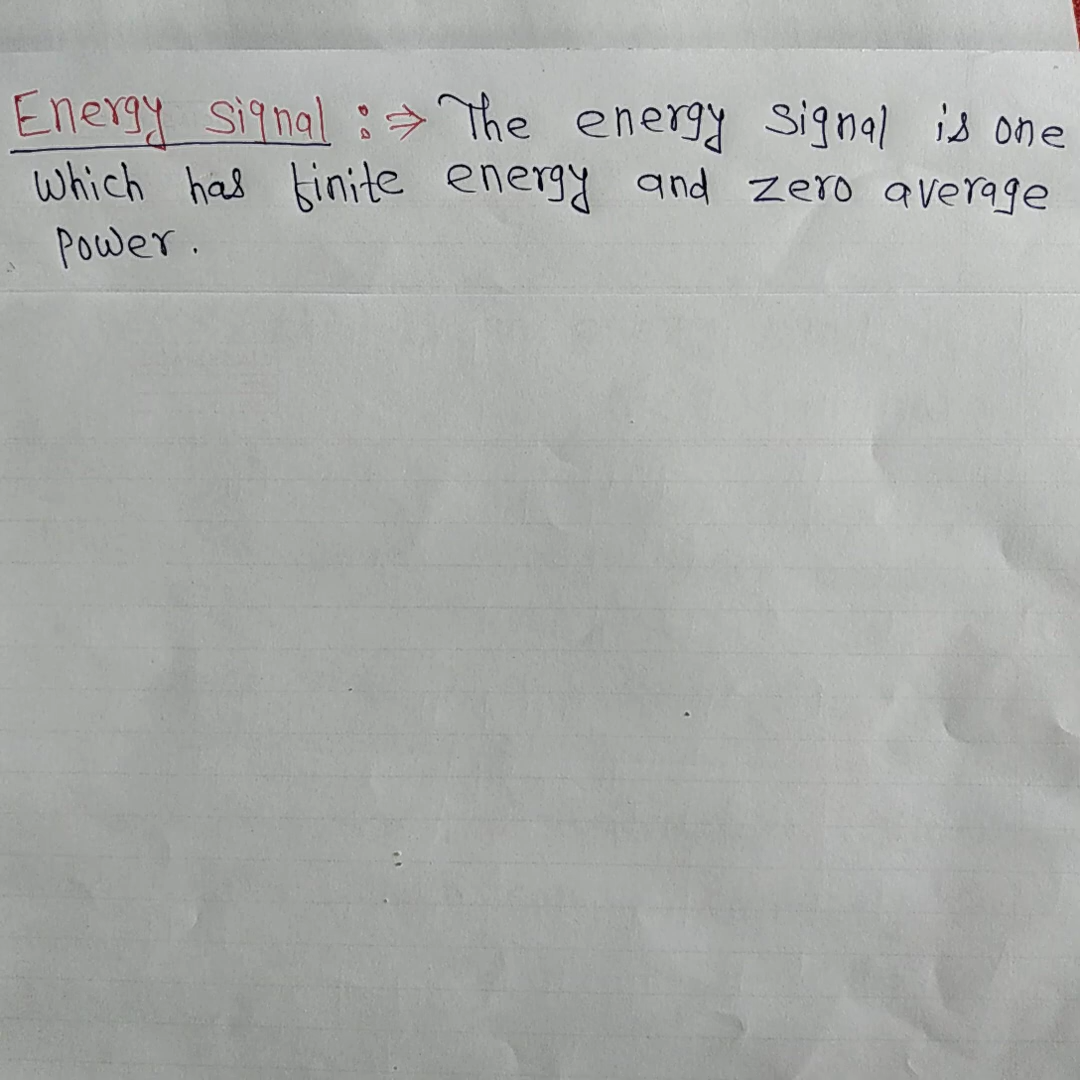 Energy signal :⇒ The energy signal is one
which has finite energy and zero average
power.